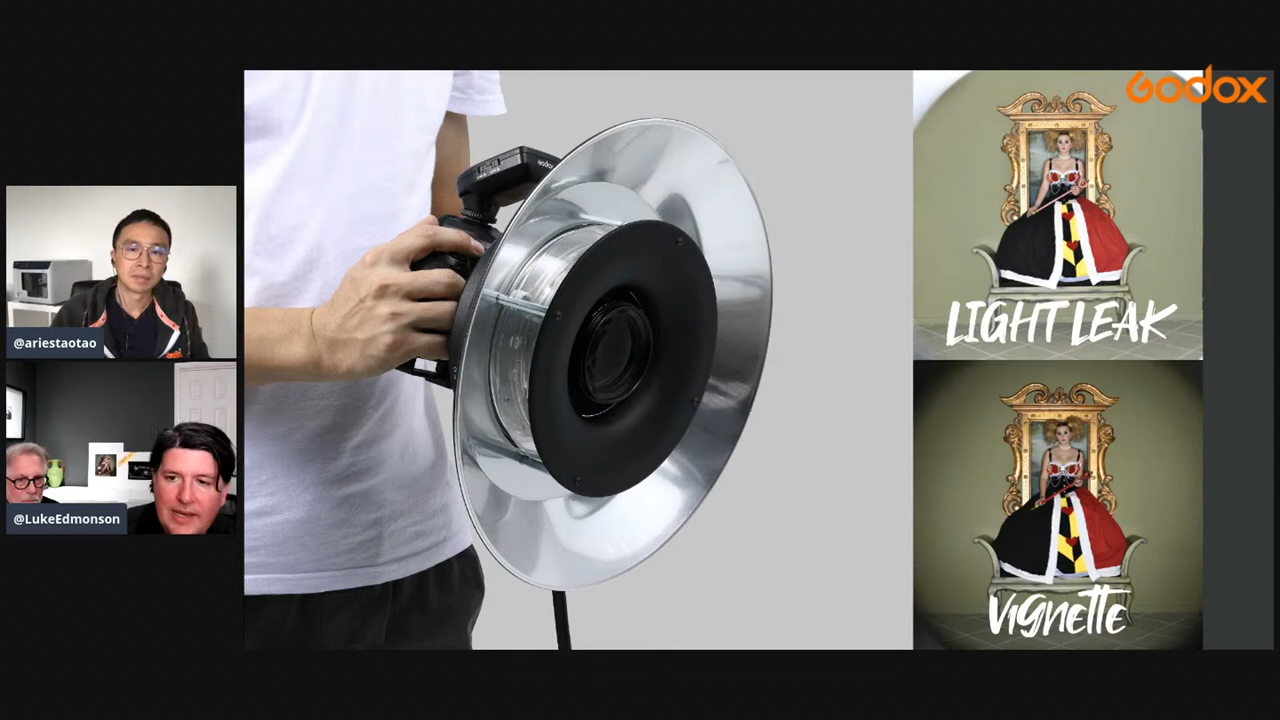 Godox
@ariestaotao
@LukeEdmonson
Godox
LIGHT LEAK
Vignette